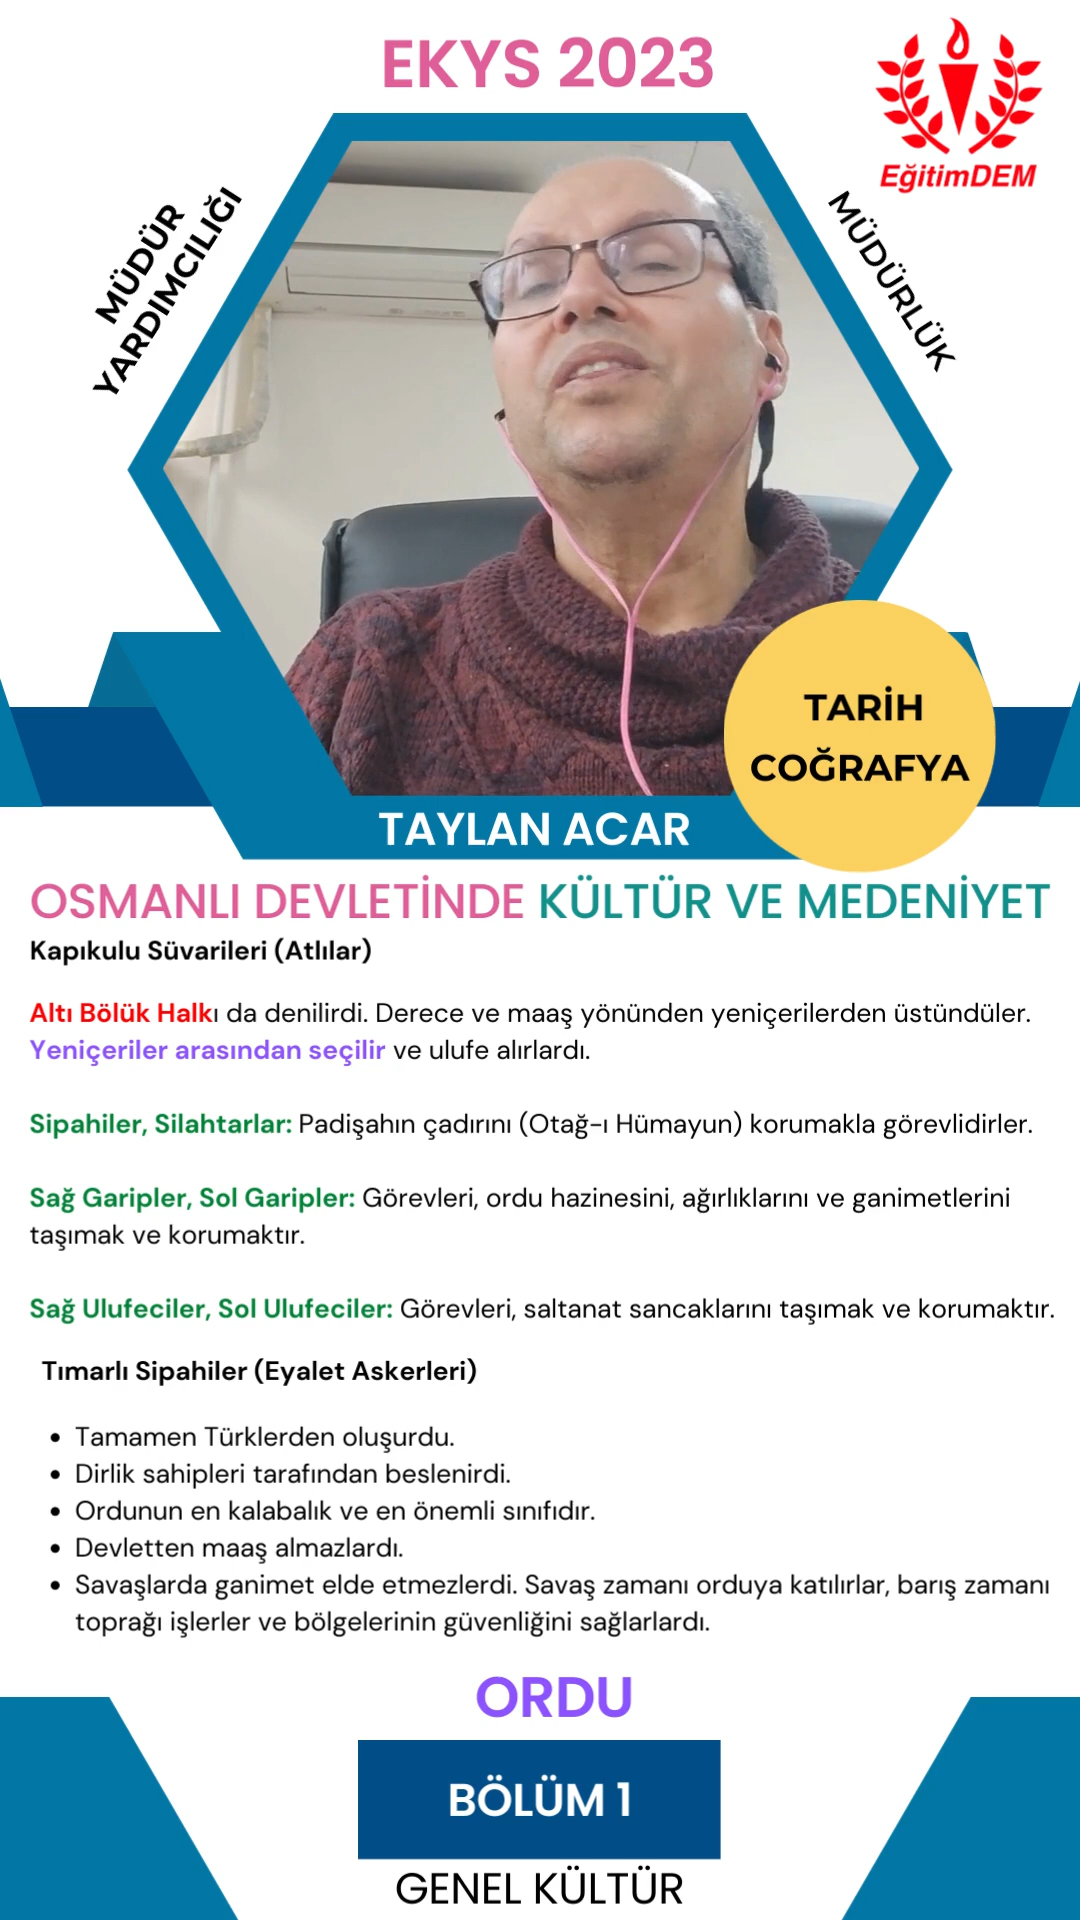 EKYS 2023
EğitimDEM
MÜDÜR
YARDIMCILIĞI
MÜDÜRLÜK
TARİH
COĞRAFYA
TAYLAN ACAR
OSMANLI DEVLETİNDE KÜLTÜR VE MEDENİYET
Kapıkulu Süvarileri (Atlılar)
Altı Bölük Halkı da denilirdi. Derece ve maaş yönünden yeniçerilerden üstündüler.
Yeniçeriler arasından seçilir ve ulufe alırlardı.
Sipahiler, Silahtarlar: Padişahın çadırını (Otağ-ı Hümayun) korumakla görevlidirler.
Sağ Garipler, Sol Garipler: Görevleri, ordu hazinesini, ağırlıklarını ve ganimetlerini
taşımak ve korumaktır.
Sağ Ulufeciler, Sol Ulufeciler: Görevleri, saltanat sancaklarını taşımak ve korumaktır.
Tımarlı Sipahiler (Eyalet Askerleri)
• Tamamen Türklerden oluşurdu.
• Dirlik sahipleri tarafından beslenirdi.
• Ordunun en kalabalık ve en önemli sınıfıdır.
• Devletten maaş almazlardı.
• Savaşlarda ganimet elde etmezlerdi. Savaş zamanı orduya katılırlar, barış zamanı
toprağı işlerler ve bölgelerinin güvenliğini sağlarlardı.
ORDU
BÖLÜM 1
GENEL KÜLTÜR